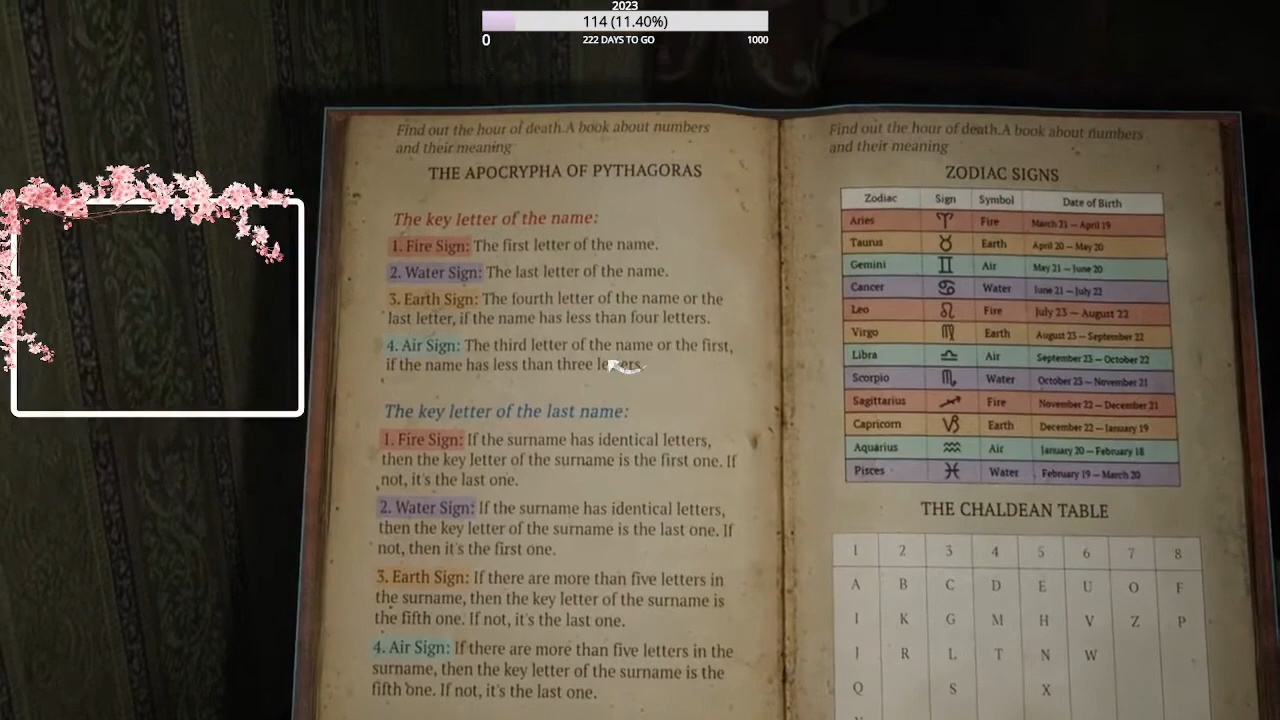 2023
114 (11.40%)
0 222 DAYS TO GO 1000
Find out the hour of death.A book about numbers
and their meaning
THE APOCRYPHA OF PYTHAGORAS
The key letter of the name:
1. Fire Sign: The first letter of the name.
2. Water Sign: The last letter of the name.
3. Earth Sign: The fourth letter of the name or the
last letter, if the name has less than four letters.
4. Air Sign: The third letter of the name or the first,
if the name has less than three letters.
The key letter of the last name:
1. Fire Sign: If the surname has identical letters,
then the key letter of the surname is the first one. If
not, it's the last one.
2. Water Sign: If the surname has identical letters,
then the key letter of the surname is the last one. If
not, then it's the first one.
3. Earth Sign: If there are more than five letters in
the surname, then the key letter of the surname is
the fifth one. If not, it's the last one.
4. Air Sign: If there are more than five letters in the
surname, then the key letter of the surname is the
fifth one. If not, it's the last one.
Find out the hour of death.A book about numbers
and their meaning
ZODIAC SIGNS
Zodiac Sign Symbol Date of Birth
Aries ♈ Fire March 21 — April 19
Taurus ♉ Earth April 20 — May 20
Gemini ♊ Air May 21 — June 20
Cancer ♋ Water June 21 — July 22
Leo ♌ Fire July 23 — August 22
Virgo ♍ Earth August 23 — September 22
Libra ♎ Air September 23 — October 22
Scorpio ♏ Water October 23 — November 21
Sagittarius ♐ Fire November 22 — December 21
Capricorn ♑ Earth December 22 — January 19
Aquarius ♒ Air January 20 — February 18
Pisces ♓ Water February 19 — March 20
THE CHALDEAN TABLE
1 2 3 4 5 6 7 8
A B C D E U O F
I K G M H V Z P
J R L T N W
Q S X